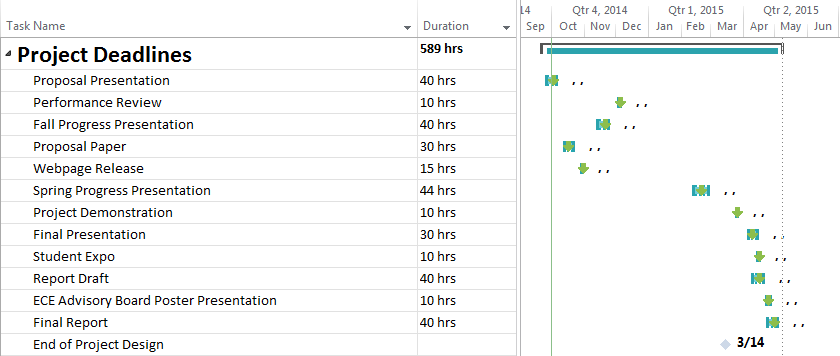 14 Qtr 4, 2014 Qtr 1, 2015 Qtr 2, 2015
Task Name Duration Sep Oct Nov Dec Jan Feb Mar Apr May Jun
Project Deadlines 589 hrs
Proposal Presentation 40 hrs , ,
Performance Review 10 hrs , ,
Fall Progress Presentation 40 hrs , ,
Proposal Paper 30 hrs , ,
Webpage Release 15 hrs , ,
Spring Progress Presentation 44 hrs , ,
Project Demonstration 10 hrs , ,
Final Presentation 30 hrs , ,
Student Expo 10 hrs , ,
Report Draft 40 hrs , ,
ECE Advisory Board Poster Presentation 10 hrs , ,
Final Report 40 hrs , ,
End of Project Design 3/14